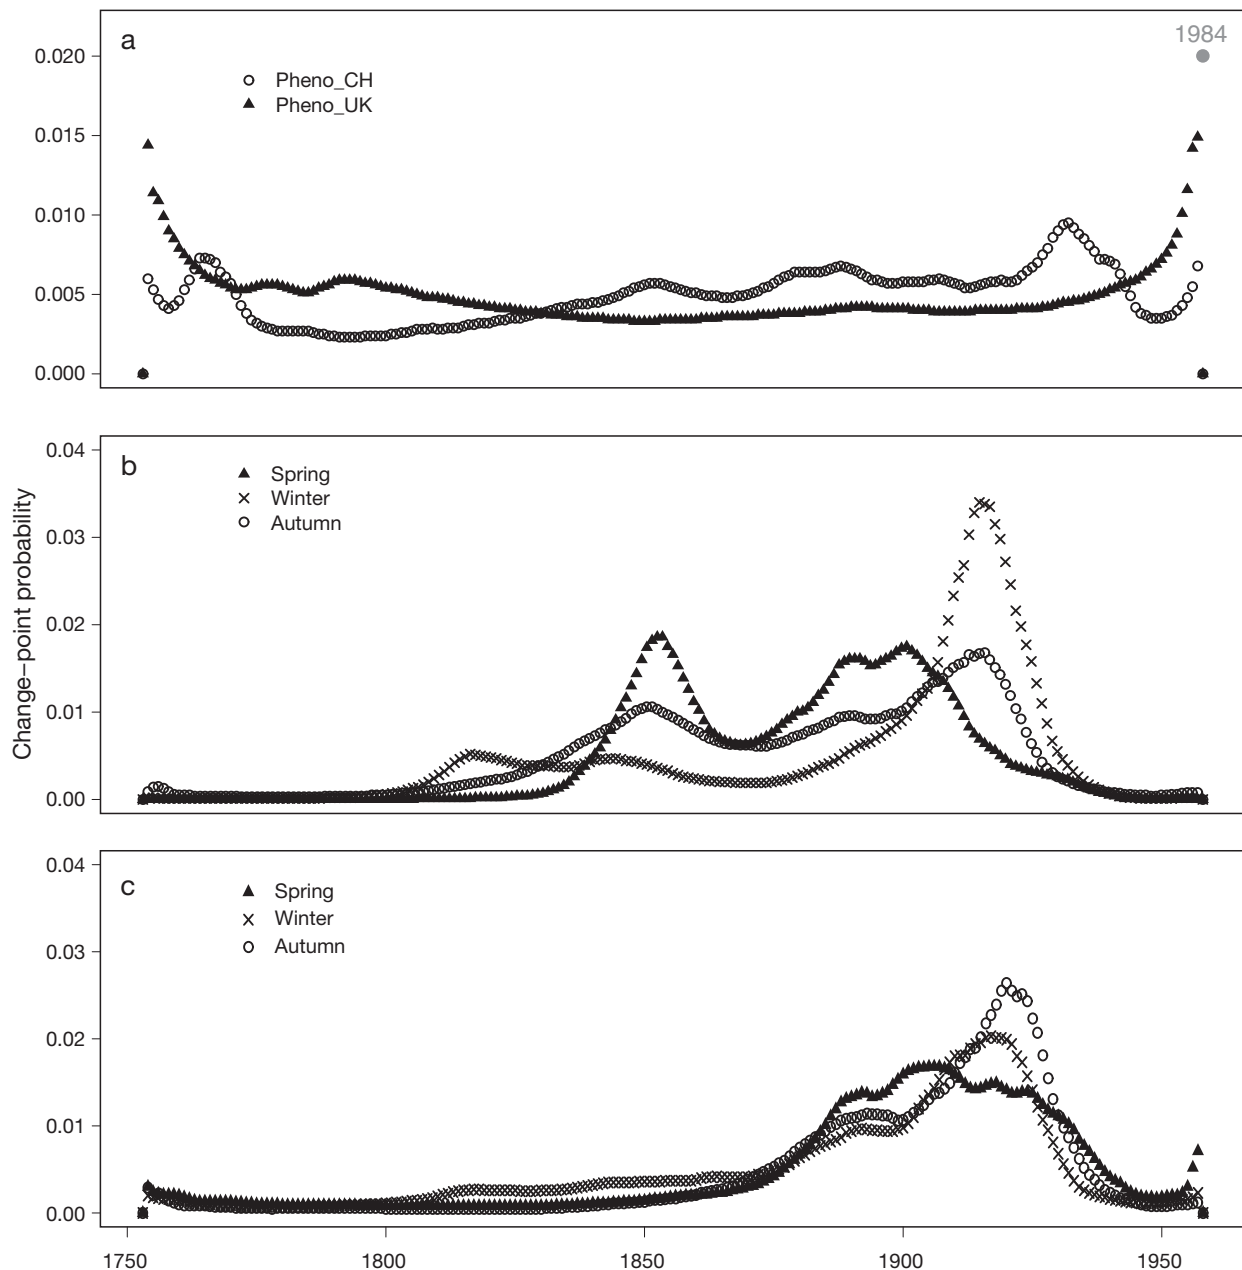 a
1984
Pheno_CH
Pheno_UK
0.020
0.015
0.010
0.005
0.000
Change–point probability
b
Spring
Winter
Autumn
0.04
0.03
0.02
0.01
0.00
c
Spring
Winter
Autumn
0.04
0.03
0.02
0.01
0.00
1750 1800 1850 1900 1950